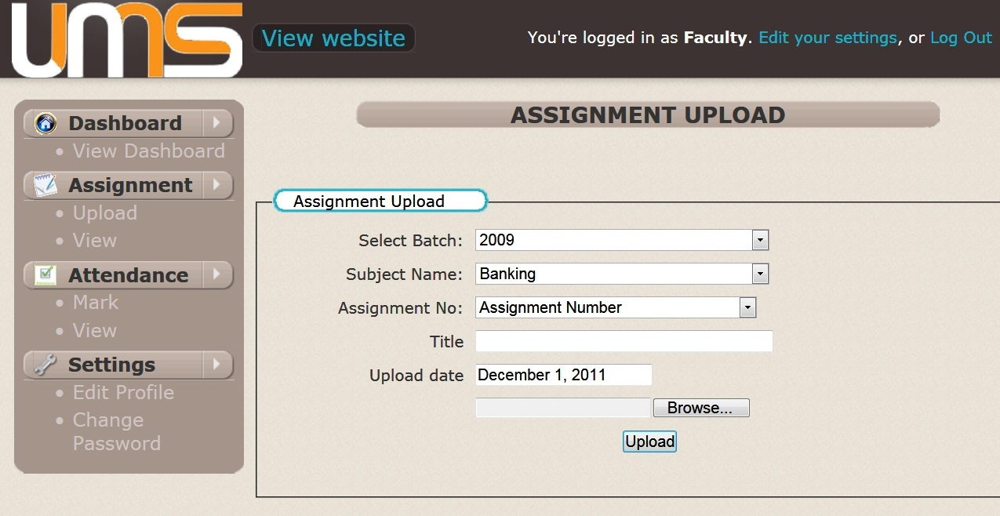 UMS
View website
You're logged in as Faculty. Edit your settings, or Log Out
Dashboard
View Dashboard
Assignment
Upload
View
Attendance
Mark
View
Settings
Edit Profile
Change
Password
ASSIGNMENT UPLOAD
Assignment Upload
Select Batch: 2009
Subject Name: Banking
Assignment No: Assignment Number
Title
Upload date December 1, 2011
Browse...
Upload